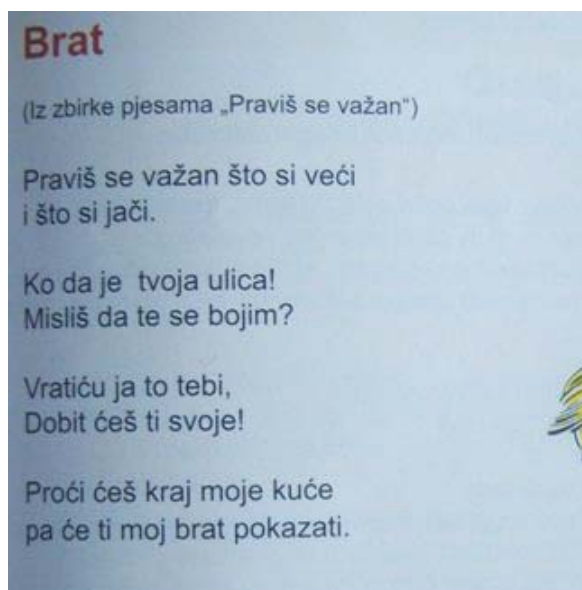 Brat
(Iz zbirke pjesama „Praviš se važan“)
Praviš se važan što si veći
i što si jači.
Ko da je tvoja ulica!
Misliš da te se bojim?
Vratiću ja to tebi,
Dobit ćeš ti svoje!
Proći ćeš kraj moje kuće
pa će ti moj brat pokazati.